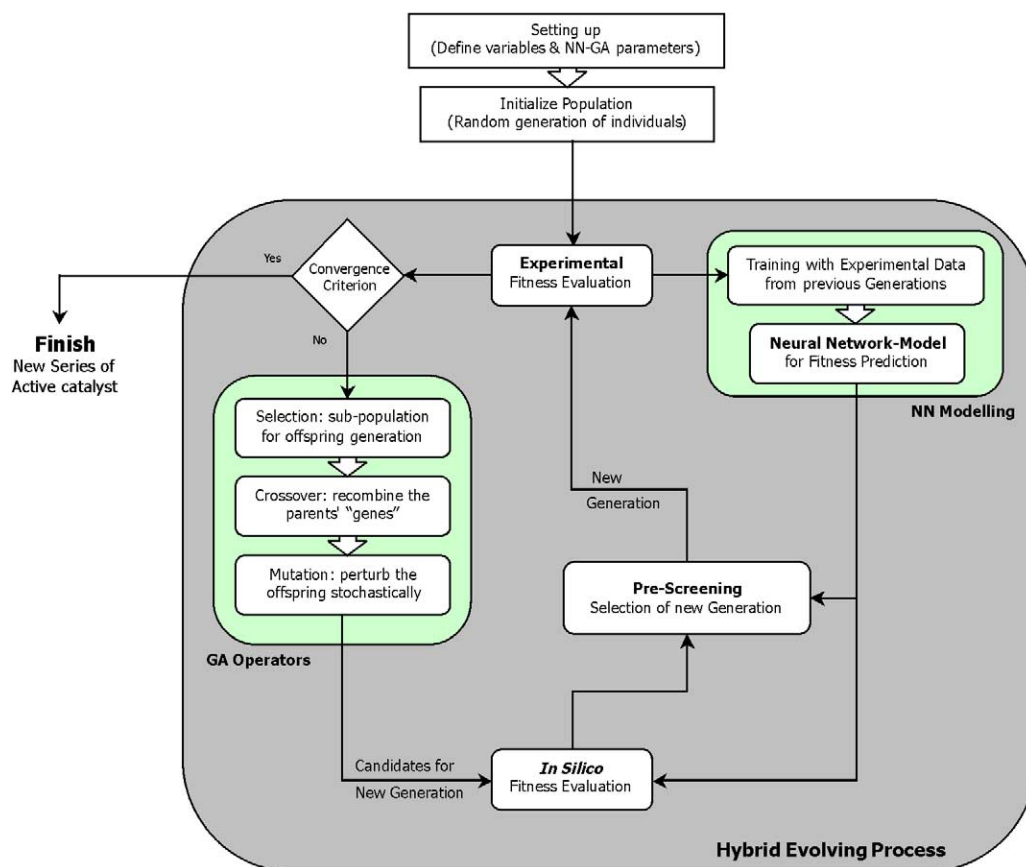 Setting up
(Define variables & NN-GA parameters)
Initialize Population
(Random generation of individuals)
Yes
Convergence
Criterion
Experimental
Fitness Evaluation
Training with Experimental Data
from previous Generations
Finish
New Series of
Active catalyst
No
Neural Network-Model
for Fitness Prediction
NN Modelling
Selection: sub-population
for offspring generation
Crossover: recombine the
parents' "genes"
Mutation: perturb the
offspring stochastically
GA Operators
New
Generation
Pre-Screening
Selection of new Generation
Candidates for
New Generation
In Silico
Fitness Evaluation
Hybrid Evolving Process